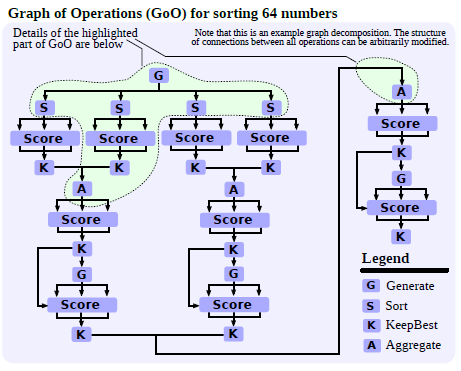 Graph of Operations (GoO) for sorting 64 numbers
Details of the highlighted
part of GoO are below
Note that this is an example graph decomposition. The structure
of connections between all operations can be arbitrarily modified.
G
A
S S S S
Score Score Score Score
Score
K K K K
K
A A
G
Score Score
Score
K K
K
G G
Score Score
K K
Legend
G Generate
S Sort
K KeepBest
A Aggregate